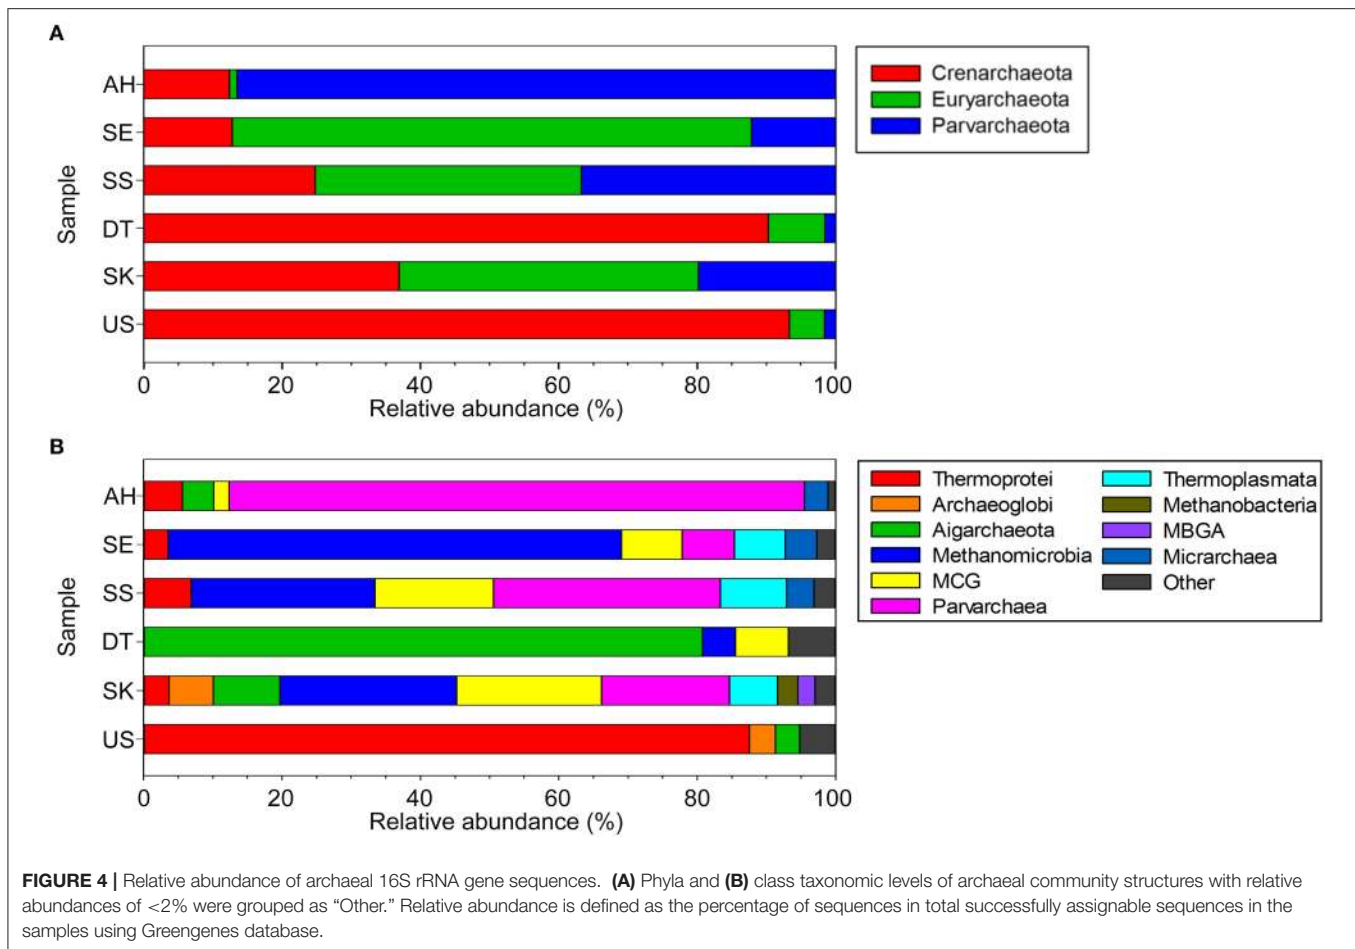 A
AH
SE
SS
DT
SK
US
Sample
0 20 40 60 80 100
Relative abundance (%)
Crenarchaeota
Euryarchaeota
Parvarchaeota
B
AH
SE
SS
DT
SK
US
Sample
0 20 40 60 80 100
Relative abundance (%)
Thermoprotei
Archaeoglobi
Aigarchaeota
Methanomicrobia
MCG
Parvarchaea
Thermoplasmata
Methanobacteria
MBGA
Micrarchaea
Other
FIGURE 4 | Relative abundance of archaeal 16S rRNA gene sequences. (A) Phyla and (B) class taxonomic levels of archaeal community structures with relative
abundances of <2% were grouped as “Other.” Relative abundance is defined as the percentage of sequences in total successfully assignable sequences in the
samples using Greengenes database.